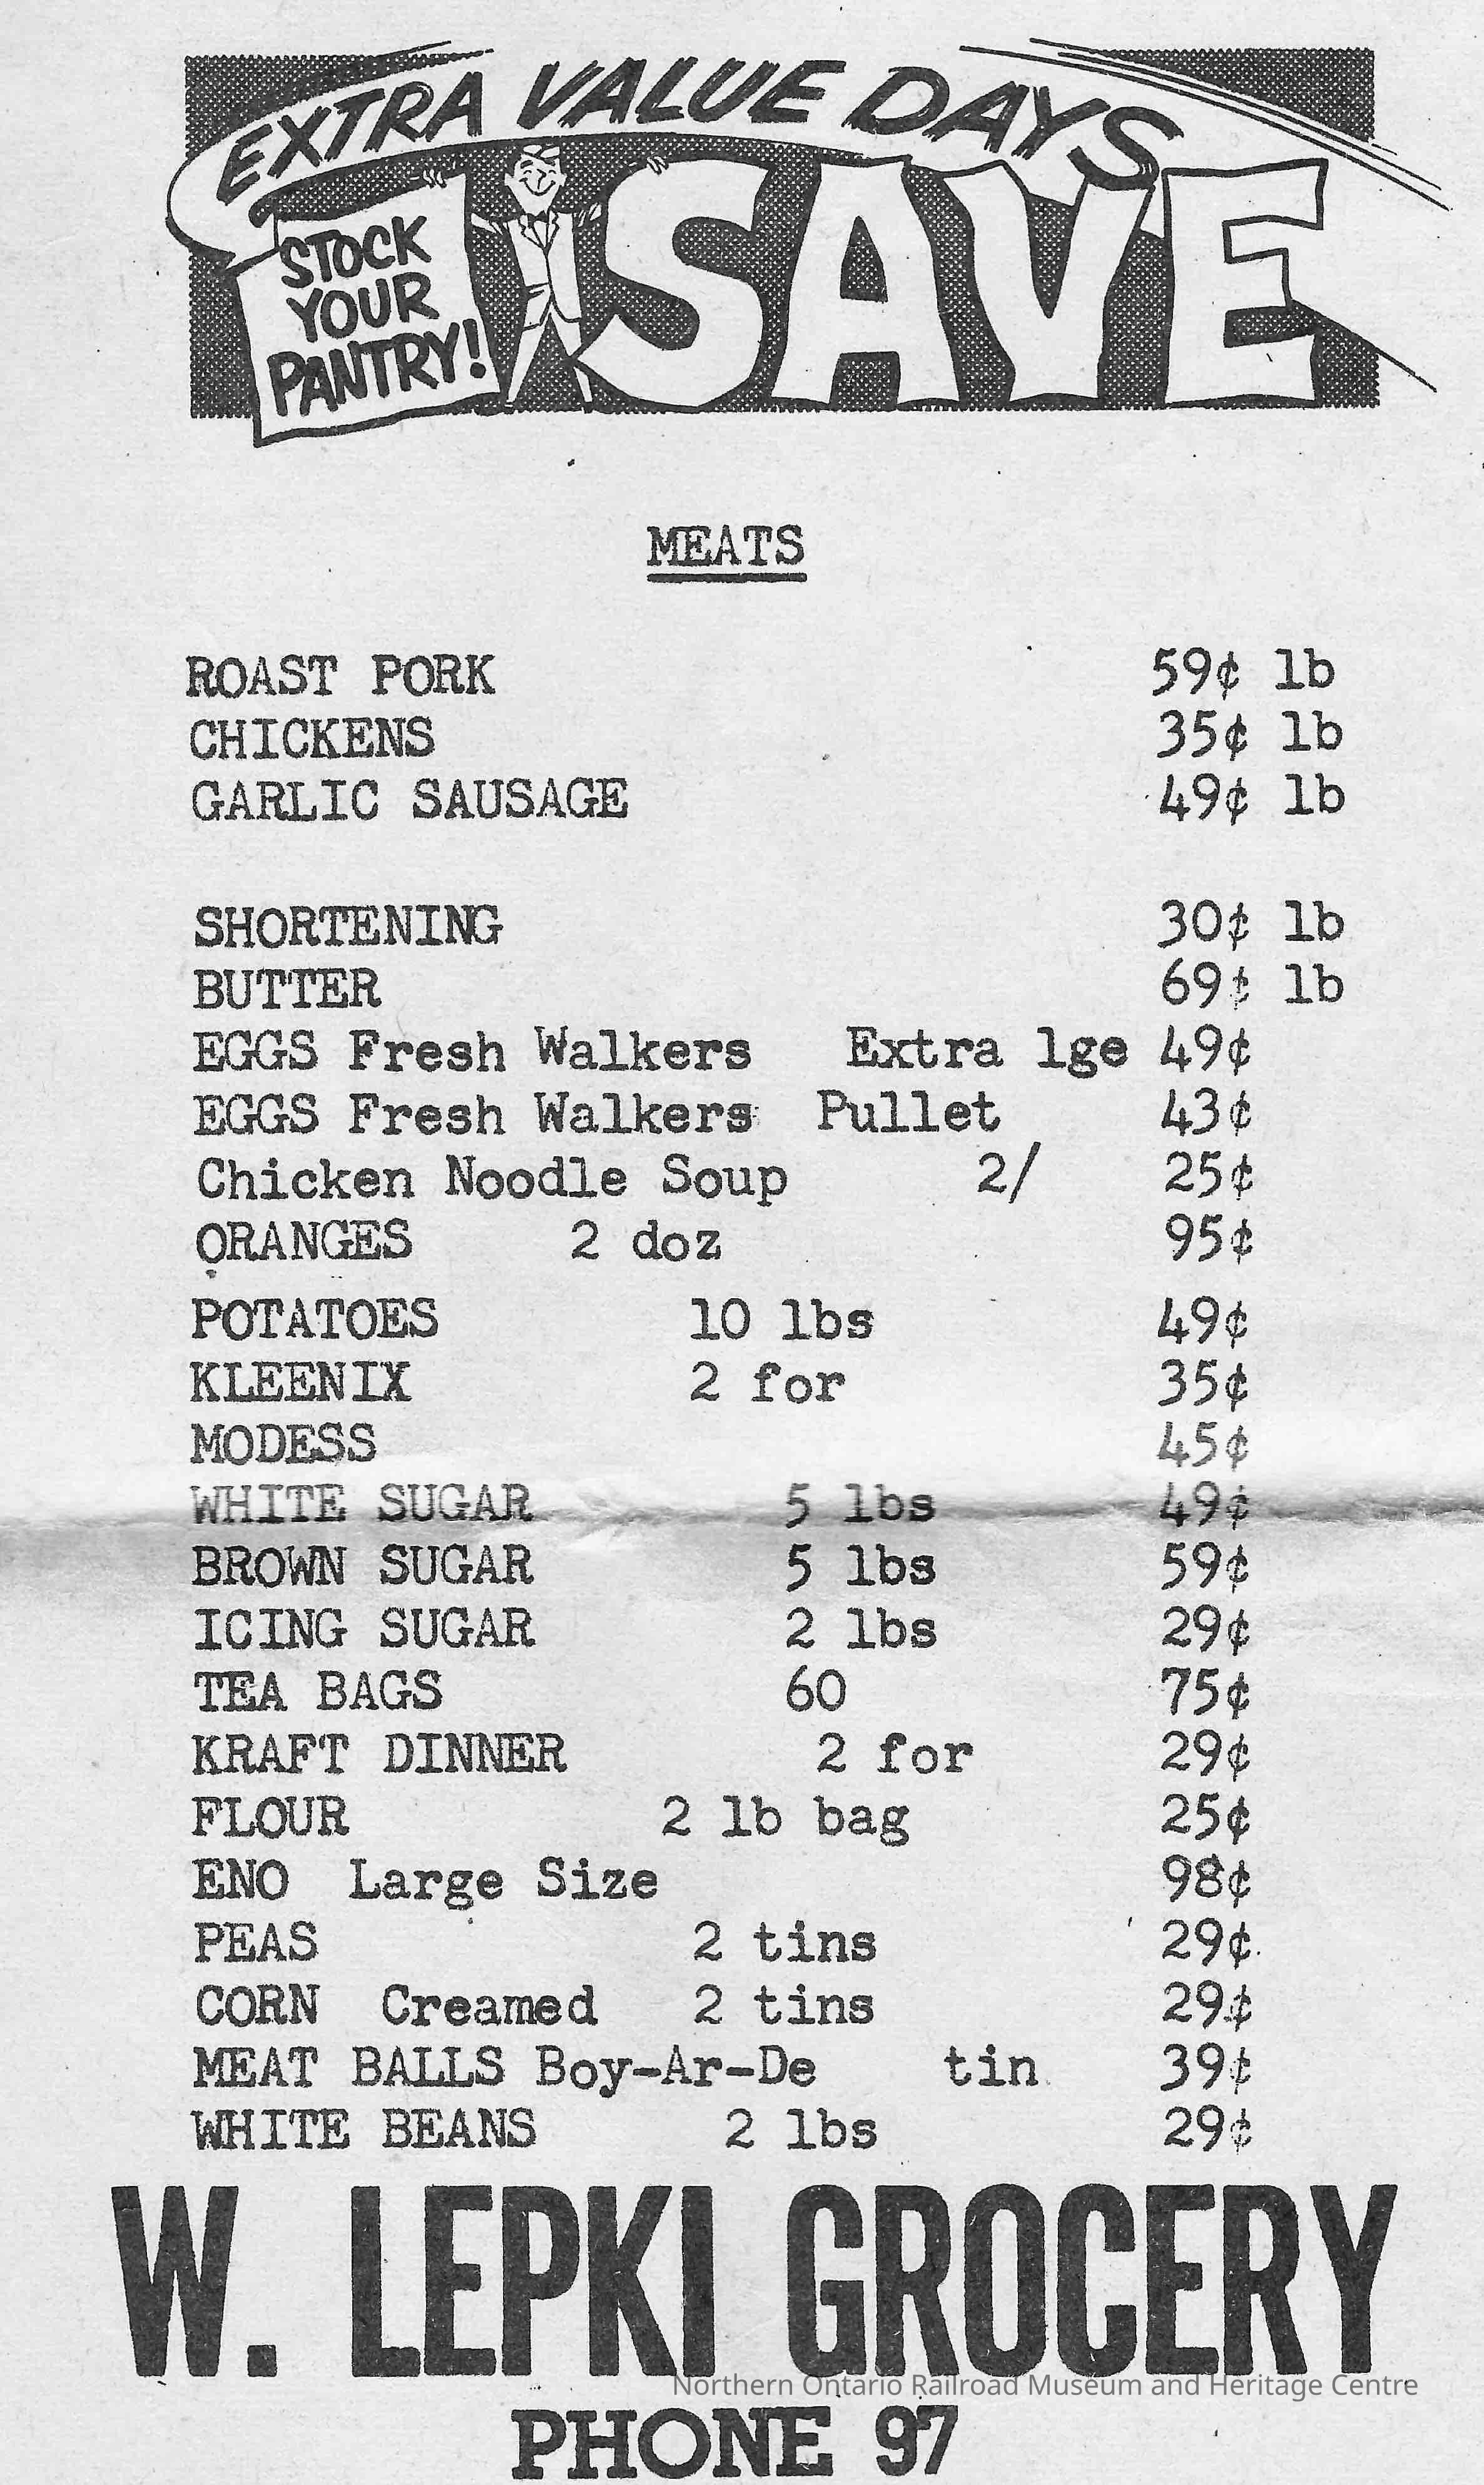 EXTRA VALUE DAYS
STOCK
YOUR
PANTRY!
SAVE
MEATS
ROAST PORK 59¢ lb
CHICKENS 35¢ lb
GARLIC SAUSAGE 49¢ lb
SHORTENING 30¢ lb
BUTTER 69¢ lb
EGGS Fresh Walkers Extra lge 49¢
EGGS Fresh Walkers Pullet 43¢
Chicken Noodle Soup 2/ 25¢
ORANGES 2 doz 95¢
POTATOES 10 lbs 49¢
KLEENIX 2 for 35¢
MODESS 45¢
WHITE SUGAR 5 lbs 49¢
BROWN SUGAR 5 lbs 59¢
ICING SUGAR 2 lbs 29¢
TEA BAGS 60 75¢
KRAFT DINNER 2 for 29¢
FLOUR 2 lb bag 25¢
ENO Large Size 98¢
PEAS 2 tins 29¢
CORN Creamed 2 tins 29¢
MEAT BALLS Boy-Ar-De tin 39¢
WHITE BEANS 2 lbs 29¢
W. LEPKI GROCERY
Northern Ontario Railroad Museum and Heritage Centre
PHONE 97